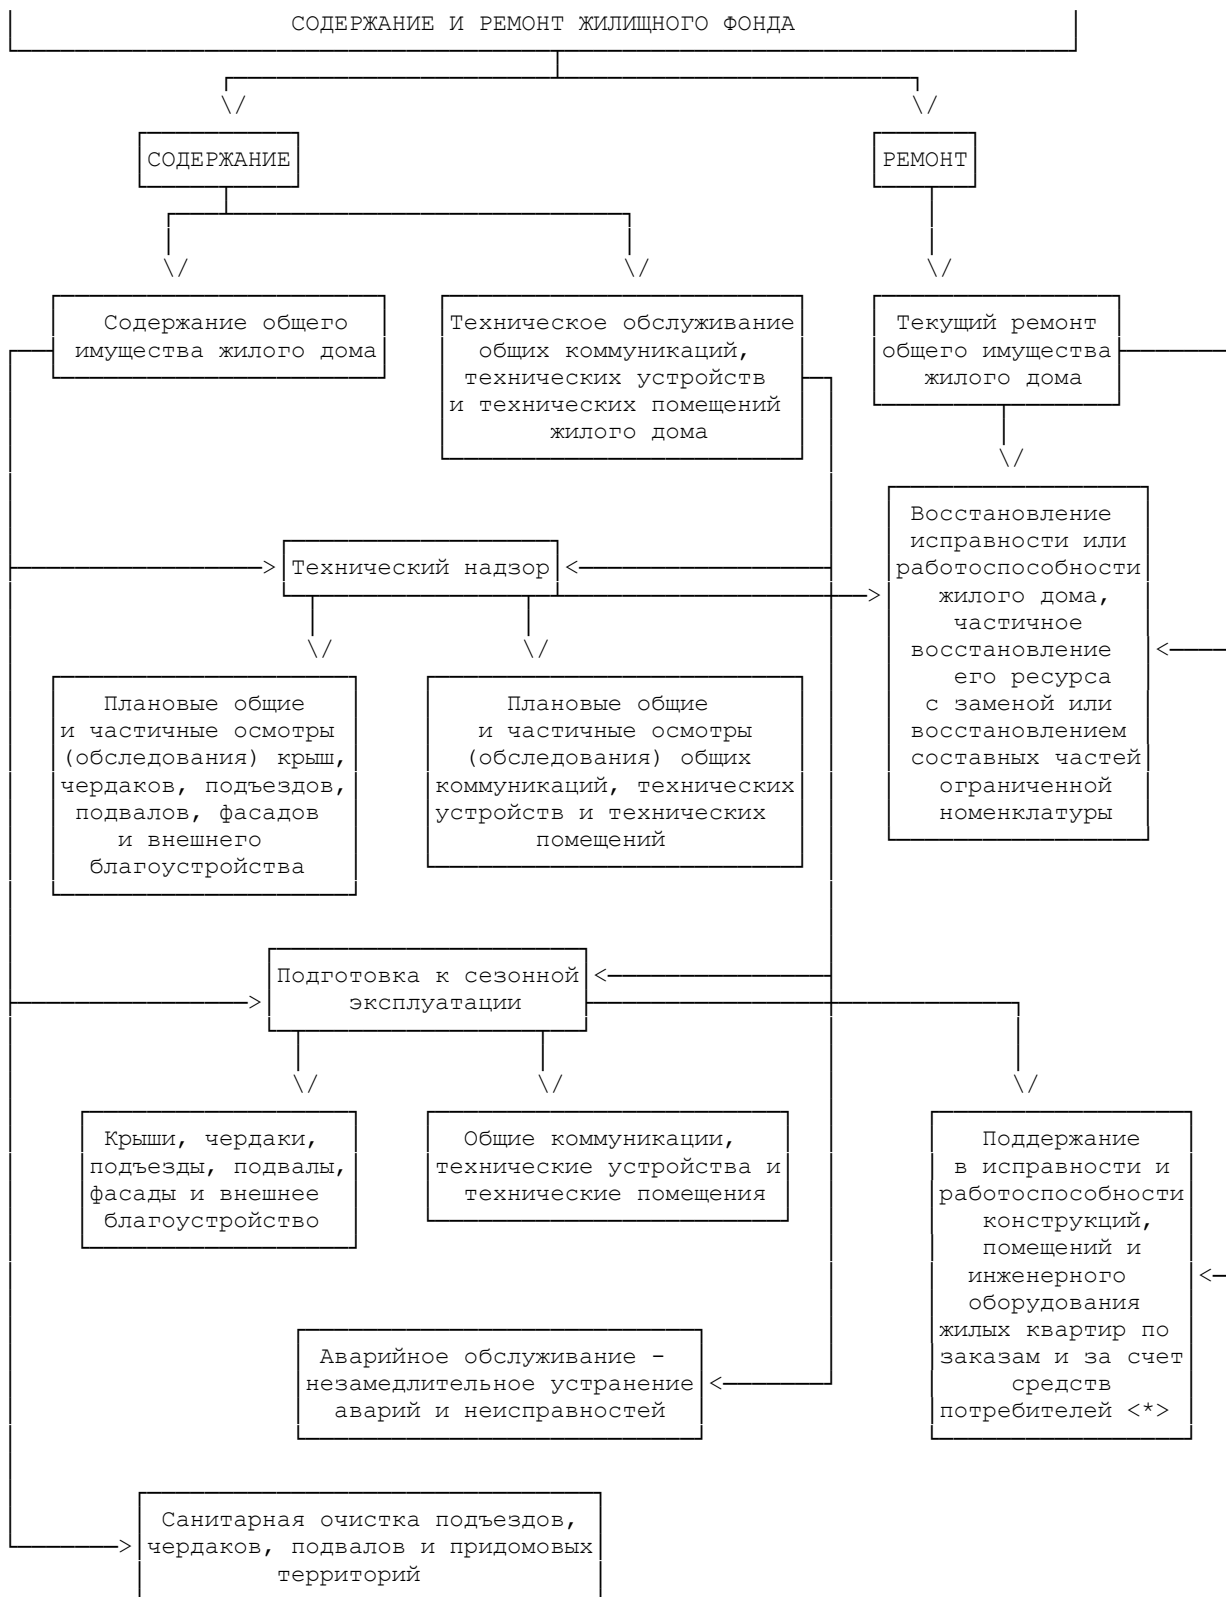 СОДЕРЖАНИЕ И РЕМОНТ ЖИЛИЩНОГО ФОНДА
СОДЕРЖАНИЕ
РЕМОНТ
Содержание общего
имущества жилого дома
Техническое обслуживание
общих коммуникаций,
технических устройств
и технических помещений
жилого дома
Текущий ремонт
общего имущества
жилого дома
Технический надзор
Восстановление
исправности или
работоспособности
жилого дома,
частичное
восстановление
его ресурса
с заменой или
восстановлением
составных частей
ограниченной
номенклатуры
Плановые общие
и частичные осмотры
(обследования) крыш,
чердаков, подъездов,
подвалов, фасадов
и внешнего
благоустройства
Плановые общие
и частичные осмотры
(обследования) общих
коммуникаций, технических
устройств и технических
помещений
Подготовка к сезонной
эксплуатации
Крыши, чердаки,
подъезды, подвалы,
фасады и внешнее
благоустройство
Общие коммуникации,
технические устройства и
технические помещения
Поддержание
в исправности и
работоспособности
конструкций,
помещений и
инженерного
оборудования
жилых квартир по
заказам и за счет
средств
потребителей <*>
Аварийное обслуживание -
незамедлительное устранение
аварий и неисправностей
Санитарная очистка подъездов,
чердаков, подвалов и придомовых
территорий